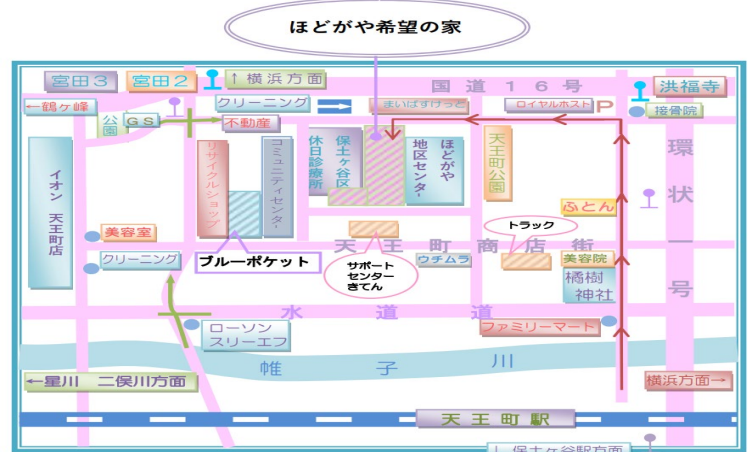 ほどがや希望の家
宮田3
宮田2
↑横浜方面
国道16号
洪福寺
←鶴ヶ峰
クリーニング
まいばすけっと
ロイヤルホスト P
接骨院
公園
GS
不動産
リサイクルショップ
コミュニティセンター
保土ヶ谷区
休日診療所
ほどがや
地区センター
天王町公園
環状一号
イオン 天王町店
ふとん
トラック
美容室
天王町商店街
クリーニング
ブルーポケット
サポート
センター
きてん
ウチムラ
美容院
橘樹
神社
水道道
ローソン
スリーエフ
ファミリーマート
帷子川
←星川 二俣川方面
横浜方面→
天王町駅
↓保土ヶ谷駅方面